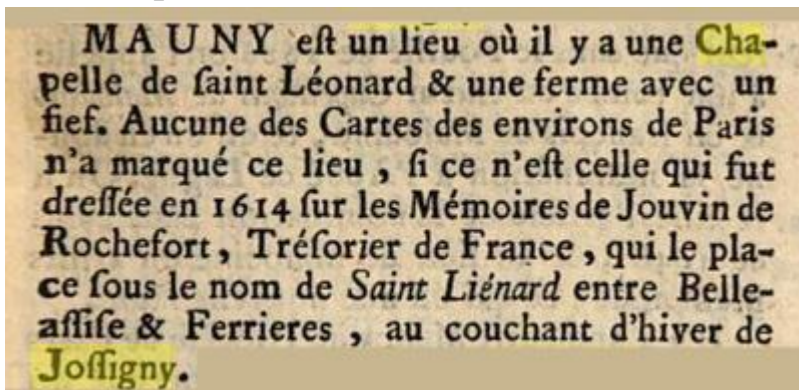 MAUNY eſt un lieu où il y a une Cha-
pelle de ſaint Léonard & une ferme avec un
fief. Aucune des Cartes des environs de Paris
n'a marqué ce lieu, ſi ce n'eſt celle qui fut
dreſſée en 1614 ſur les Mémoires de Jouvin de
Rochefort, Tréſorier de France, qui le pla-
ce ſous le nom de Saint Liénard entre Belle-
aſſiſe & Ferrieres, au couchant d'hiver de
Joſſigny.